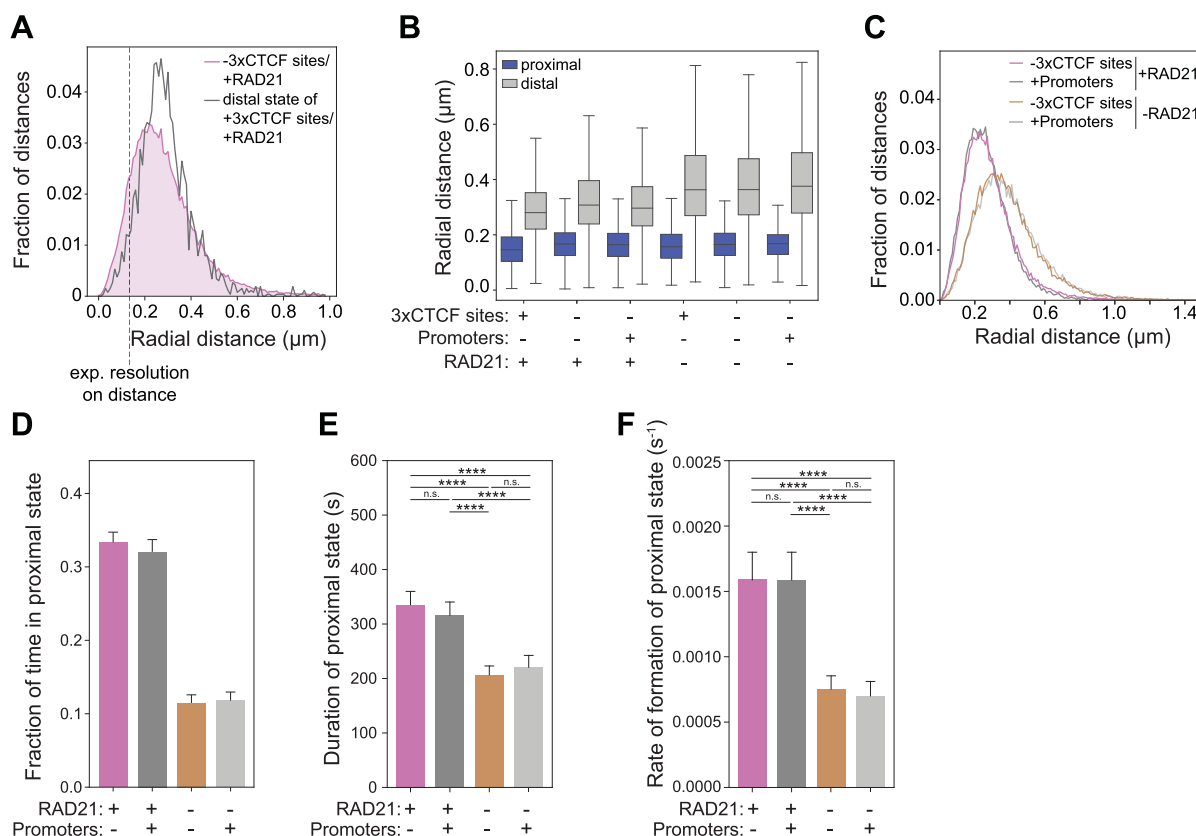 A
Fraction of distances
0.04
0.03
0.02
0.01
0
-3xCTCF sites/
+RAD21
distal state of
+3xCTCF sites/
+RAD21
0.0 0.2 0.4 0.6 0.8 1.0
Radial distance (μm)
exp. resolution
on distance
B
Radial distance (μm)
0.8
0.6
0.4
0.2
0.0
proximal
distal
3xCTCF sites: + - - + - -
Promoters: - - + - - +
RAD21: + + + - - -
C
Fraction of distances
0.04
0.03
0.02
0.01
0.00
-3xCTCF sites
+Promoters
+RAD21
-3xCTCF sites
+Promoters
-RAD21
0.2 0.6 1.0 1.4
Radial distance (μm)
D
Fraction of time in proximal state
0.4
0.3
0.2
0.1
0.0
RAD21: + + - -
Promoters: - + - +
E
Duration of proximal state (s)
600
500
400
300
200
100
0
****
**** n.s.
n.s. ****
****
RAD21: + + - -
Promoters: - + - +
F
Rate of formation of proximal state (s⁻¹)
0.0025
0.0020
0.0015
0.0010
0.0005
0.0000
****
**** n.s.
n.s. ****
****
RAD21: + + - -
Promoters: - + - +